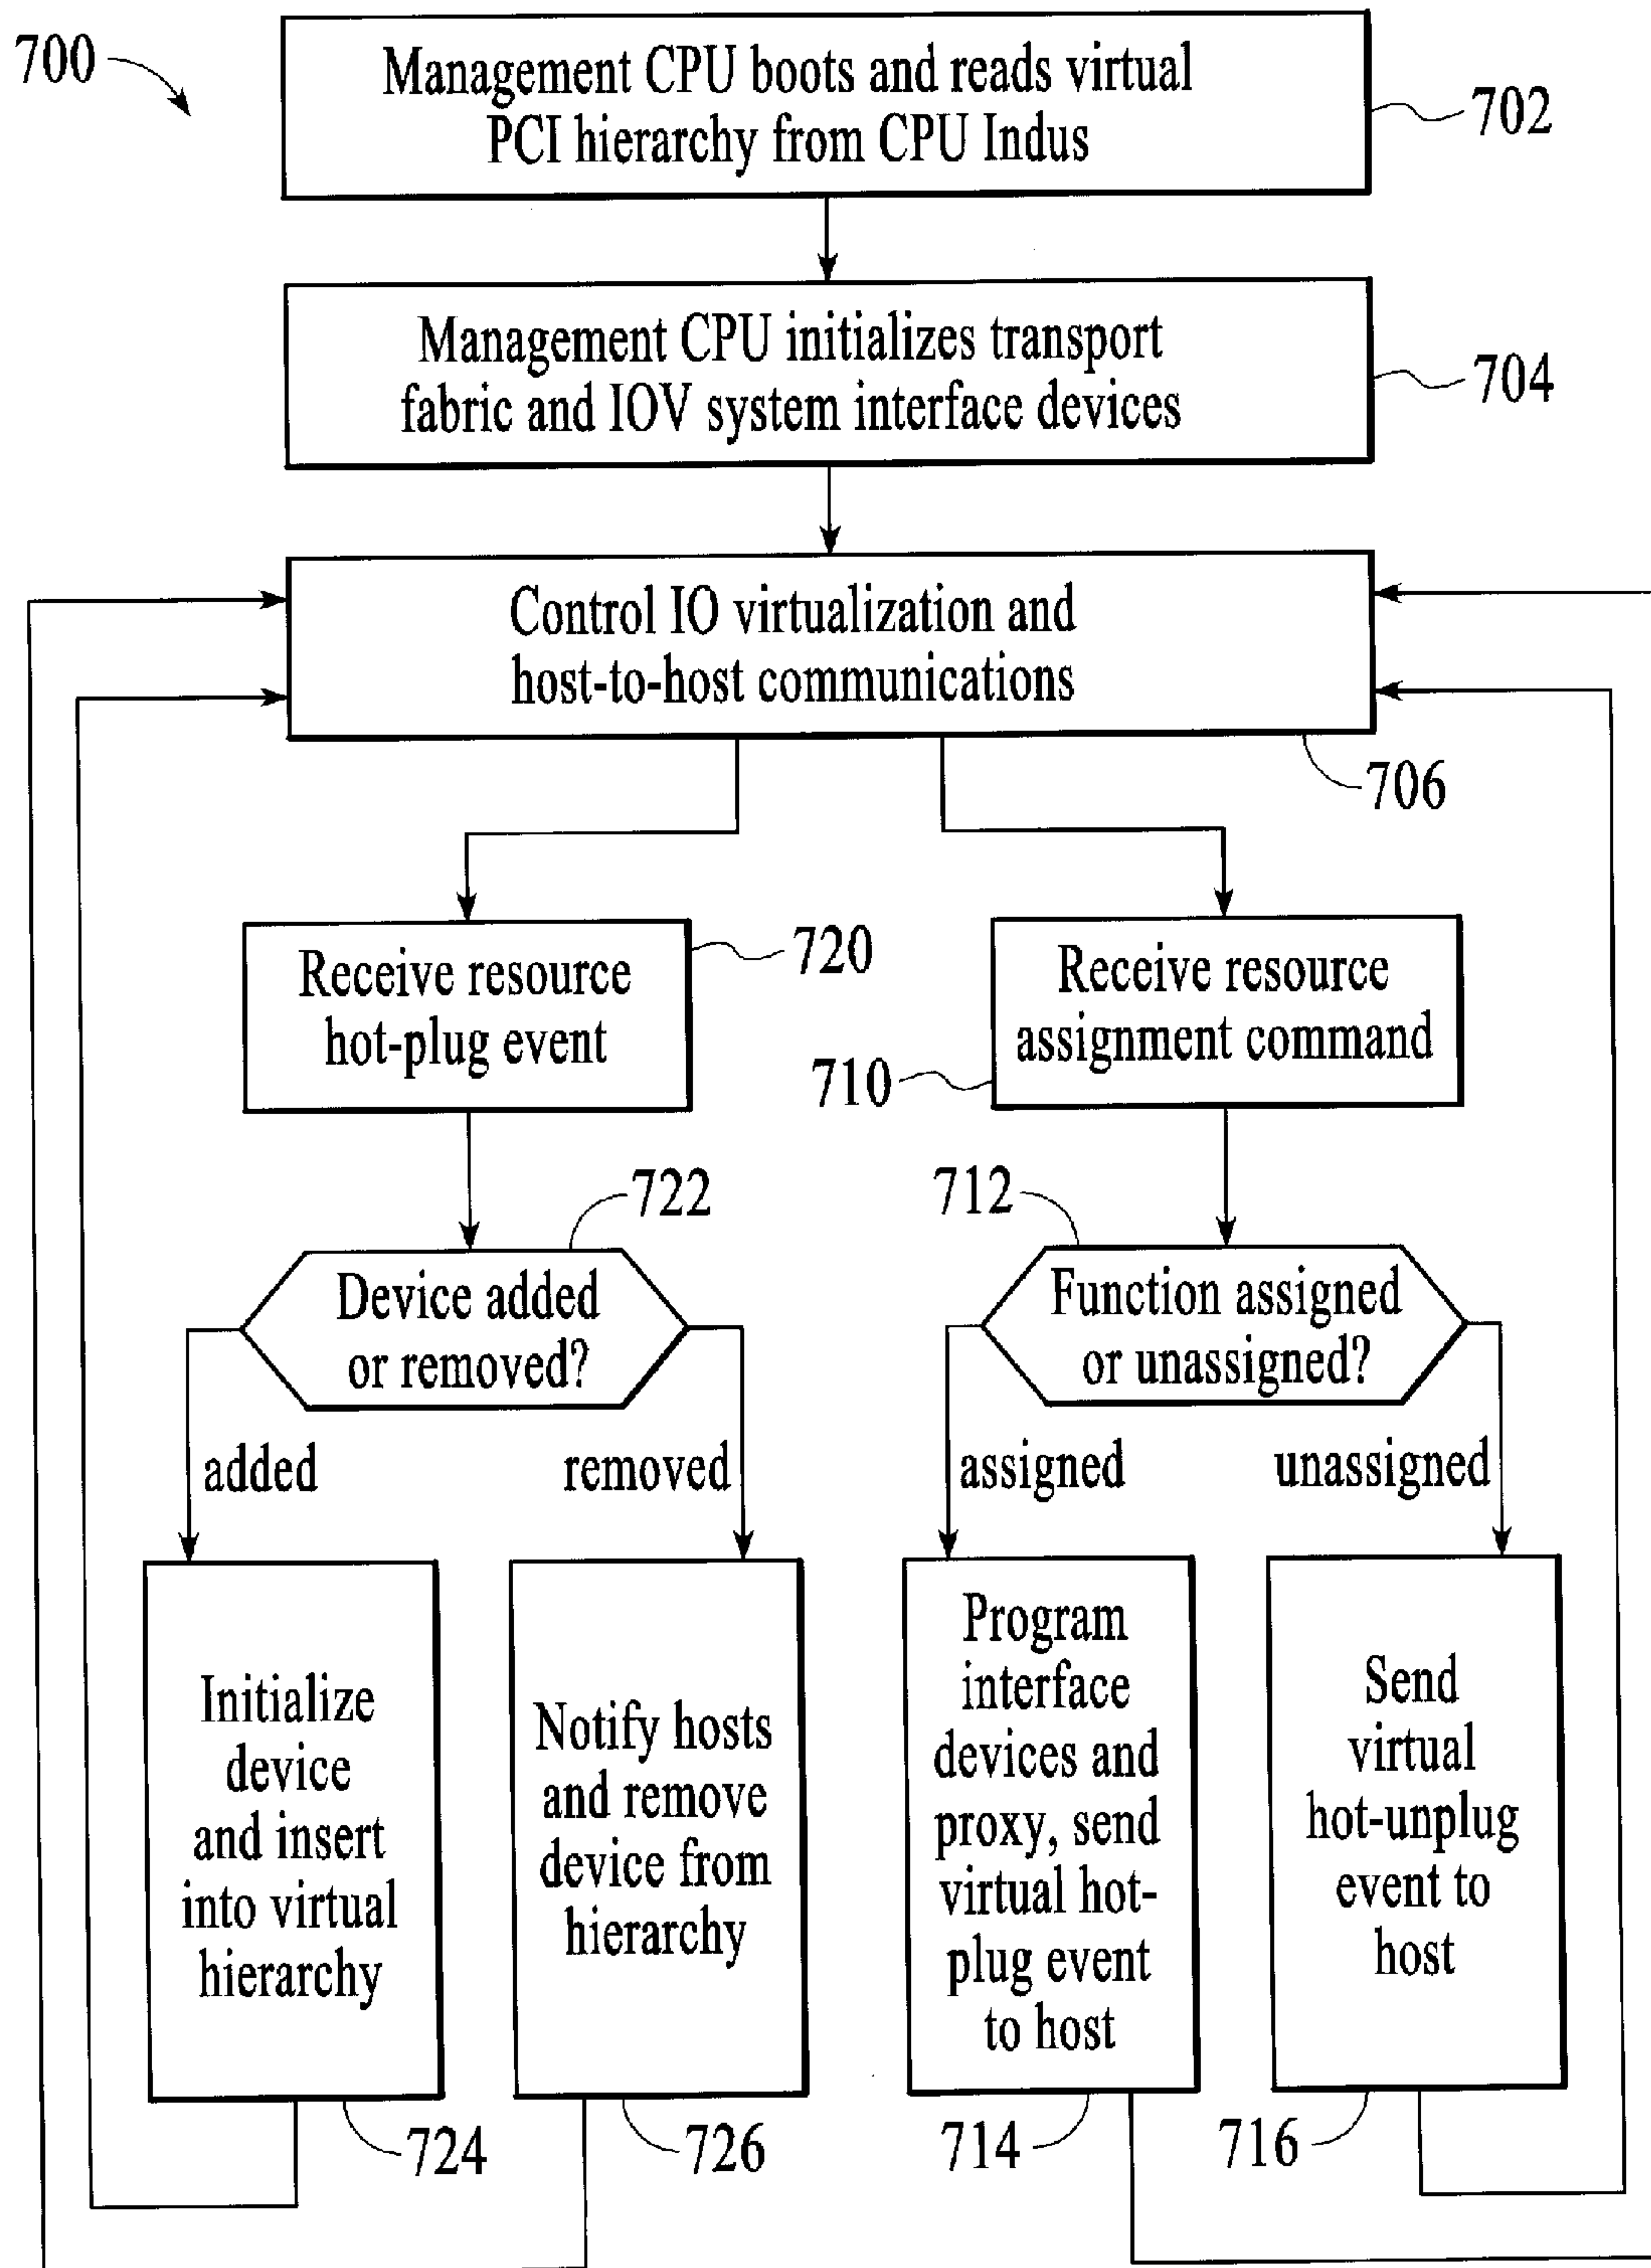 700
Management CPU boots and reads virtual
PCI hierarchy from CPU Indus
702
Management CPU initializes transport
fabric and IOV system interface devices
704
Control IO virtualization and
host-to-host communications
706
Receive resource
hot-plug event
720
Receive resource
assignment command
710
722
Device added
or removed?
712
Function assigned
or unassigned?
added
removed
assigned
unassigned
Initialize
device
and insert
into virtual
hierarchy
724
Notify hosts
and remove
device from
hierarchy
726
Program
interface
devices and
proxy, send
virtual hot-
plug event
to host
714
Send
virtual
hot-unplug
event to
host
716